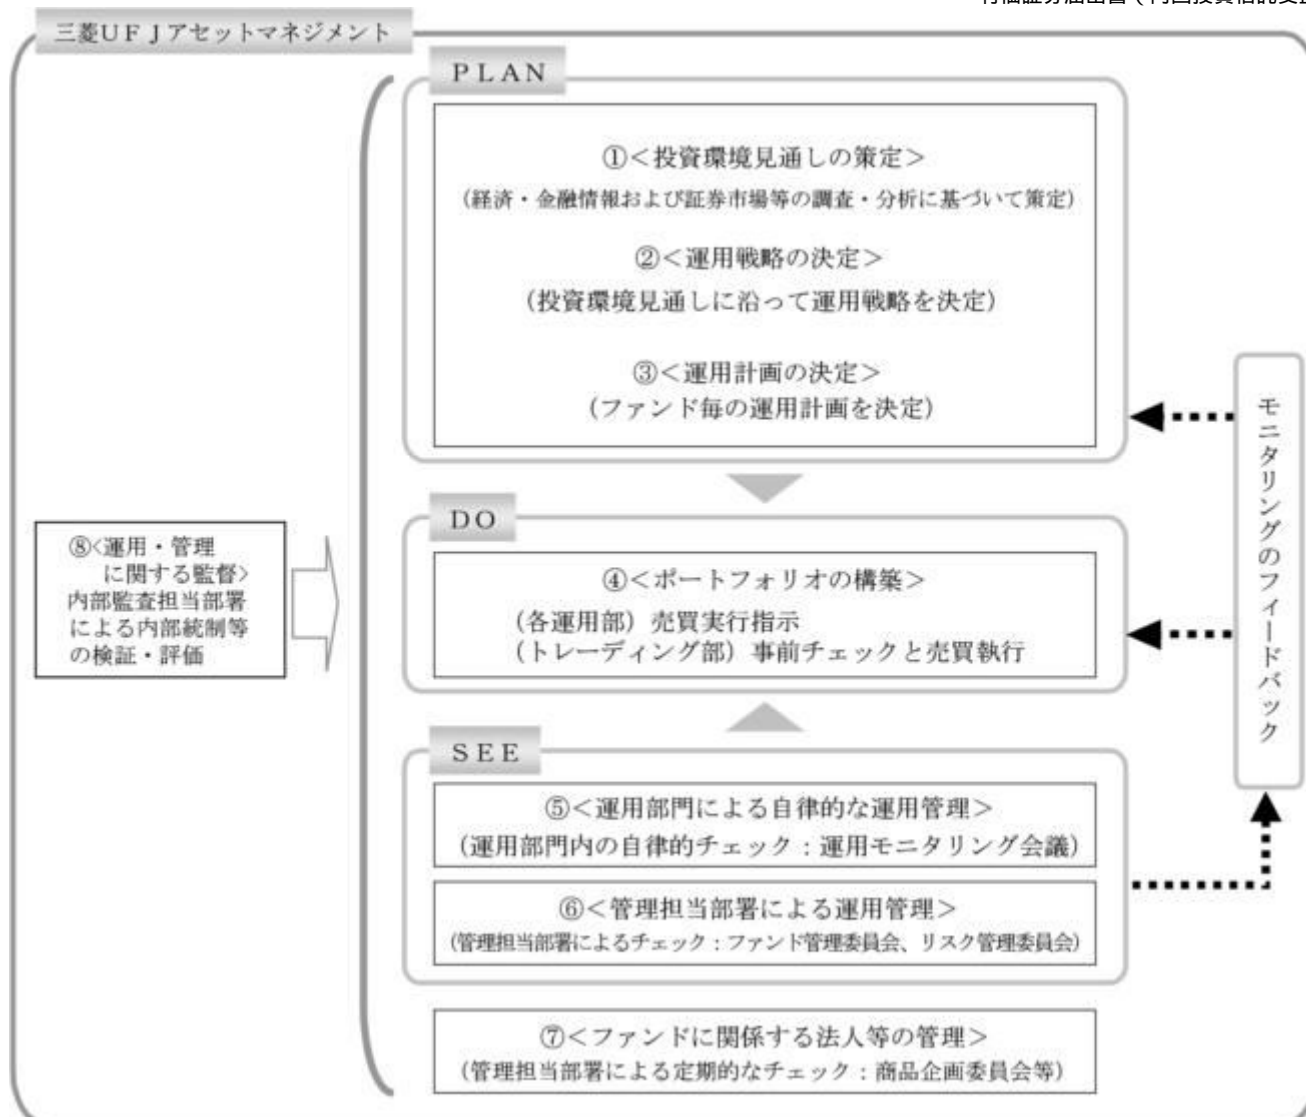 三菱ＵＦＪアセットマネジメント
ＰＬＡＮ
①＜投資環境見通しの策定＞
（経済・金融情報および証券市場等の調査・分析に基づいて策定）
②＜運用戦略の決定＞
（投資環境見通しに沿って運用戦略を決定）
③＜運用計画の決定＞
（ファンド毎の運用計画を決定）
ＤＯ
④＜ポートフォリオの構築＞
（各運用部）売買実行指示
（トレーディング部）事前チェックと売買執行
ＳＥＥ
⑤＜運用部門による自律的な運用管理＞
（運用部門内の自律的チェック：運用モニタリング会議）
⑥＜管理担当部署による運用管理＞
（管理担当部署によるチェック：ファンド管理委員会、リスク管理委員会）
⑦＜ファンドに関係する法人等の管理＞
（管理担当部署による定期的なチェック：商品企画委員会等）
⑧＜運用・管理
に関する監督＞
内部監査担当部署
による内部統制等
の検証・評価
モニタリングのフィードバック